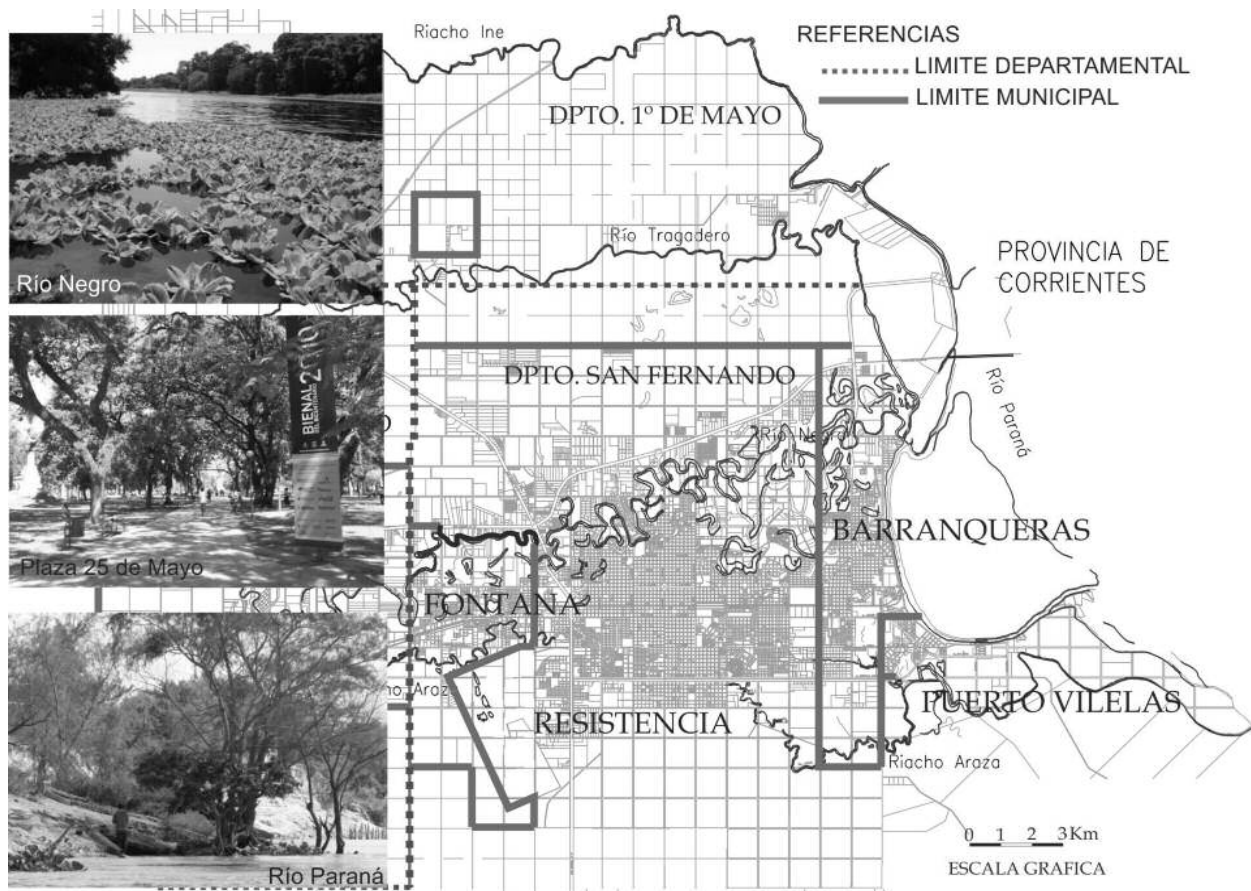 Riacho Ine
REFERENCIAS
LIMITE DEPARTAMENTAL
LIMITE MUNICIPAL
DPTO. 1º DE MAYO
Río Tragadero
PROVINCIA DE
CORRIENTES
Río Negro
DPTO. SAN FERNANDO
Río Paraná
BIENAL
2010
Río Negro
BARRANQUERAS
Plaza 25 de Mayo
FONTANA
RESISTENCIA
PUERTO VILELAS
Riacho Araza
0 1 2 3Km
ESCALA GRAFICA
Río Paraná